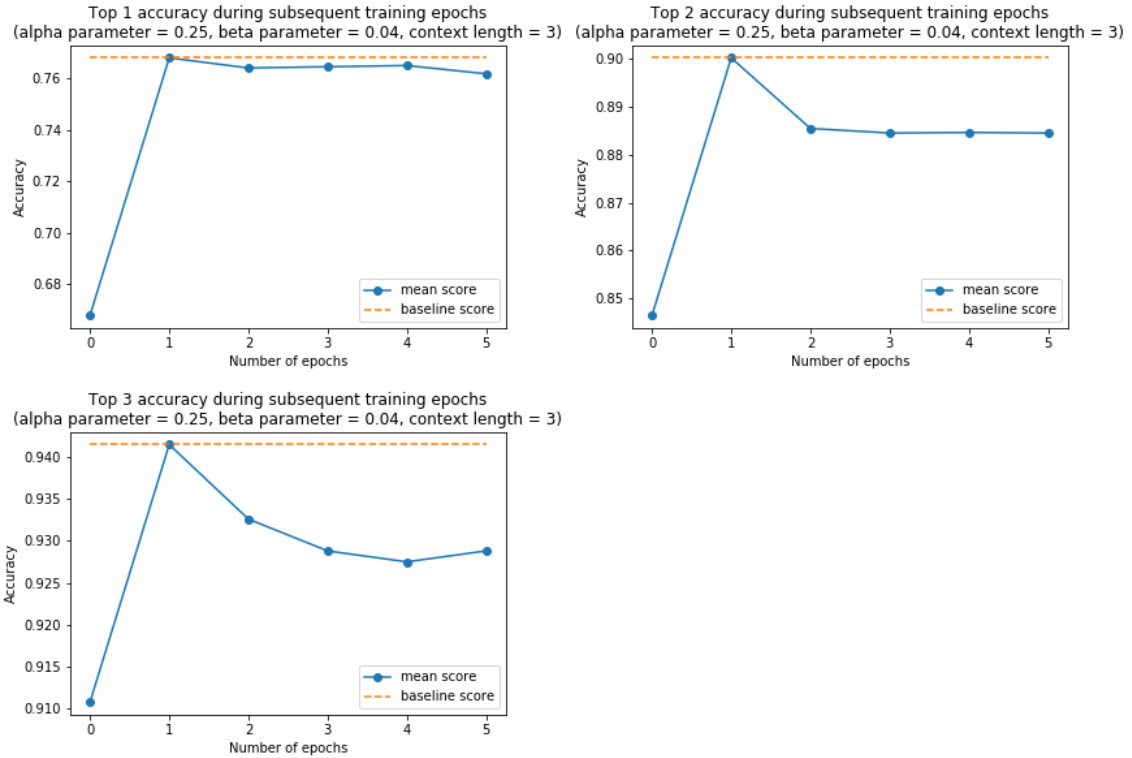 Top 1 accuracy during subsequent training epochs
(alpha parameter = 0.25, beta parameter = 0.04, context length = 3)
0.76
0.74
0.72
0.70
0.68
Accuracy
mean score
baseline score
0 1 2 3 4 5
Number of epochs
Top 2 accuracy during subsequent training epochs
(alpha parameter = 0.25, beta parameter = 0.04, context length = 3)
0.90
0.89
0.88
0.87
0.86
0.85
Accuracy
mean score
baseline score
0 1 2 3 4 5
Number of epochs
Top 3 accuracy during subsequent training epochs
(alpha parameter = 0.25, beta parameter = 0.04, context length = 3)
0.940
0.935
0.930
0.925
0.920
0.915
0.910
Accuracy
mean score
baseline score
0 1 2 3 4 5
Number of epochs